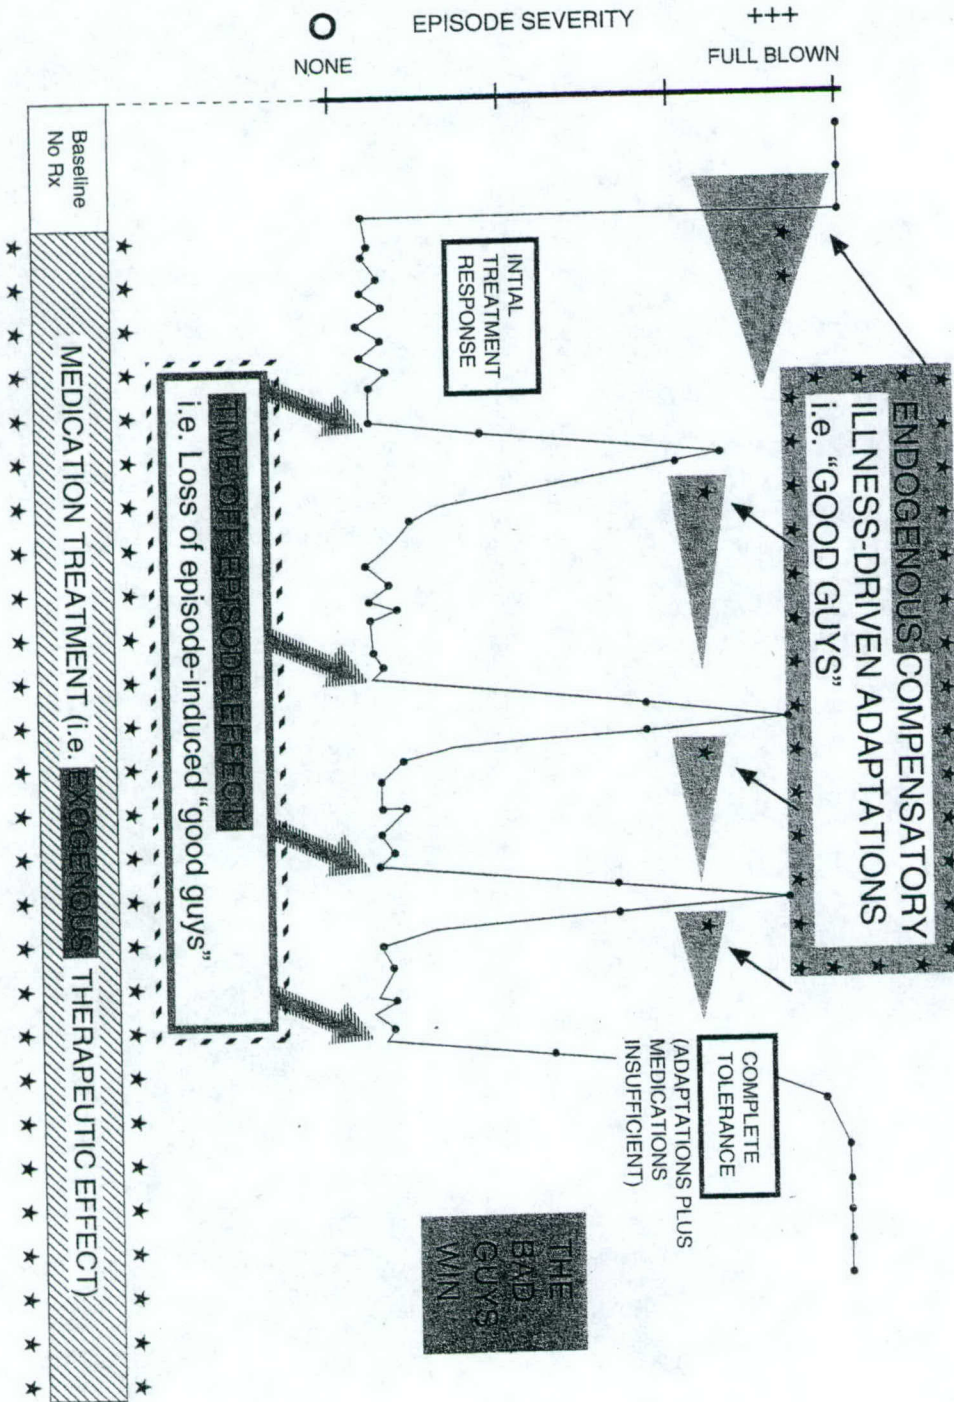 EPISODE SEVERITY
O
+++
NONE
FULL BLOWN
Baseline
No Rx
INTIAL
TREATMENT
RESPONSE
ENDOGENOUS COMPENSATORY
ILLNESS-DRIVEN ADAPTATIONS
i.e. “GOOD GUYS”
COMPLETE
TOLERANCE
(ADAPTATIONS PLUS
MEDICATIONS
INSUFFICIENT)
THE
BAD
GUYS
WIN
TIME OFF EPISODE EFFECT
i.e. Loss of episode-induced “good guys”
MEDICATION TREATMENT (i.e. EXOGENOUS THERAPEUTIC EFFECT)